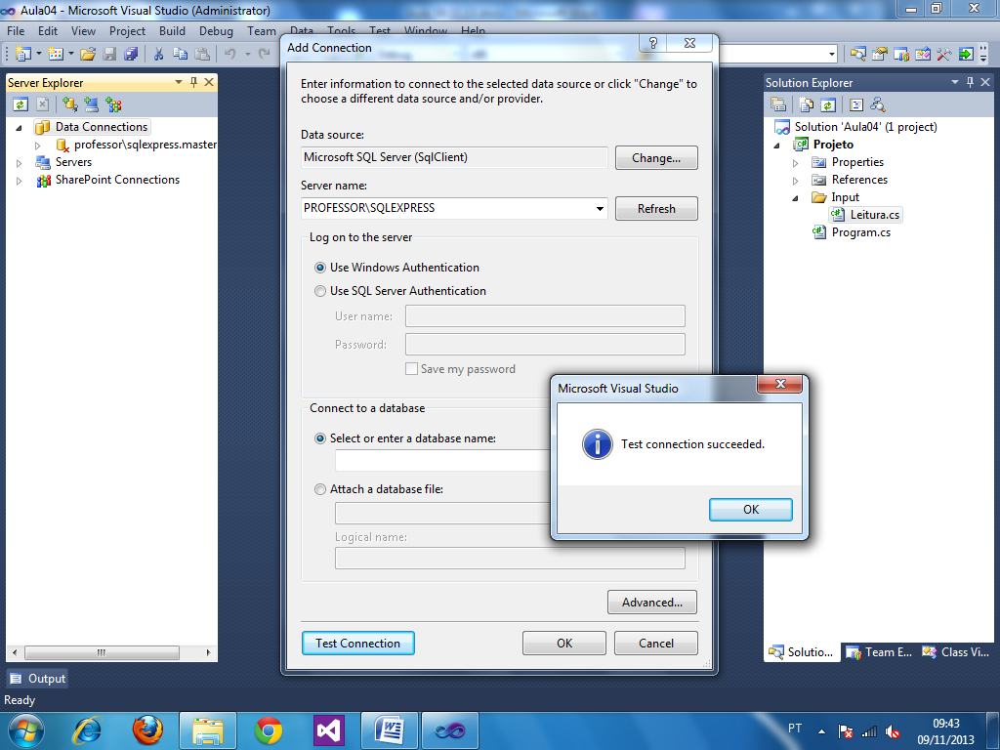 Aula04 - Microsoft Visual Studio (Administrator)
File Edit View Project Build Debug Team Data Tools Test Window Help
Server Explorer
Data Connections
professor\sqlexpress.master
Servers
SharePoint Connections
Add Connection
Enter information to connect to the selected data source or click "Change" to
choose a different data source and/or provider.
Data source:
Microsoft SQL Server (SqlClient)
Change...
Server name:
PROFESSOR\SQLEXPRESS
Refresh
Log on to the server
Use Windows Authentication
Use SQL Server Authentication
User name:
Password:
Save my password
Connect to a database
Select or enter a database name:
Attach a database file:
Logical name:
Advanced...
Test Connection
OK
Cancel
Microsoft Visual Studio
Test connection succeeded.
OK
Solution Explorer
Solution 'Aula04' (1 project)
Projeto
Properties
References
Input
Leitura.cs
Program.cs
Solutio...
Team E...
Class Vi...
Output
Ready
PT
09:43
09/11/2013